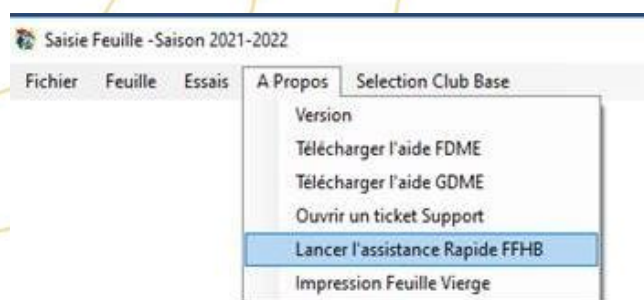 Saisie Feuille -Saison 2021-2022
Fichier Feuille Essais A Propos Selection Club Base
Version
Télécharger l'aide FDME
Télécharger l'aide GDME
Ouvrir un ticket Support
Lancer l'assistance Rapide FFHB
Impression Feuille Vierge